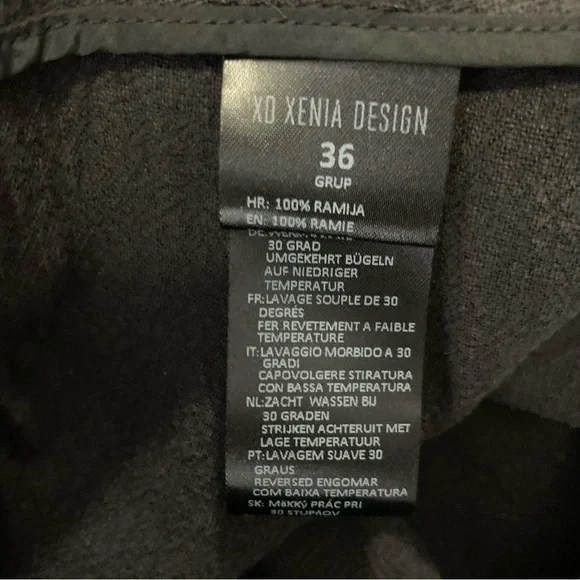 XD XENIA DESIGN
36
GRUP
HR: 100% RAMIJA
EN: 100% RAMIE
30 GRAD
UMGEKEHRT BÜGELN
AUF NIEDRIGER
TEMPERATUR
FR:LAVAGE SOUPLE DE 30
DEGRÉS
FER REVETEMENT A FAIBLE
TEMPERATURE
IT:LAVAGGIO MORBIDO A 30
GRADI
CAPOVOLGERE STIRATURA
CON BASSA TEMPERATURA
NL:ZACHT WASSEN BIJ
30 GRADEN
STRIJKEN ACHTERUIT MET
LAGE TEMPERATUUR
PT:LAVAGEM SUAVE 30
GRAUS
REVERSED ENGOMAR
COM BAIXA TEMPERATURA
SK: Mäkký PRÁC PRI
30 STUPŇOV